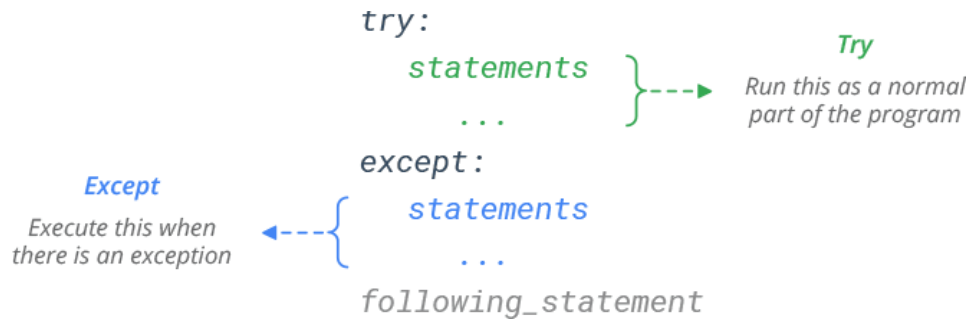 try:
statements
...
Try
Run this as a normal
part of the program
except:
statements
...
Except
Execute this when
there is an exception
following_statement